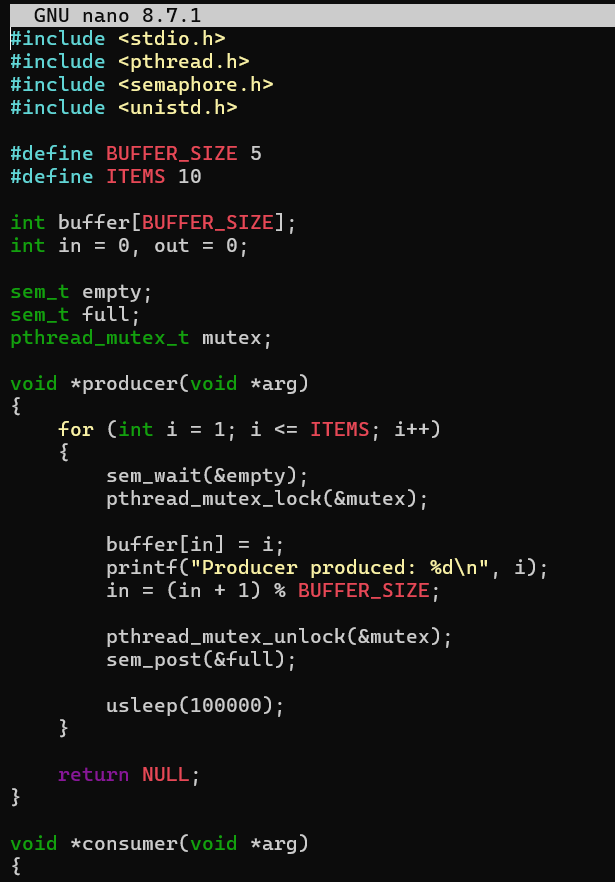 GNU nano 8.7.1
#include <stdio.h>
#include <pthread.h>
#include <semaphore.h>
#include <unistd.h>

#define BUFFER_SIZE 5
#define ITEMS 10

int buffer[BUFFER_SIZE];
int in = 0, out = 0;

sem_t empty;
sem_t full;
pthread_mutex_t mutex;

void *producer(void *arg)
{
    for (int i = 1; i <= ITEMS; i++)
    {
        sem_wait(&empty);
        pthread_mutex_lock(&mutex);

        buffer[in] = i;
        printf("Producer produced: %d\n", i);
        in = (in + 1) % BUFFER_SIZE;

        pthread_mutex_unlock(&mutex);
        sem_post(&full);

        usleep(100000);
    }

    return NULL;
}

void *consumer(void *arg)
{